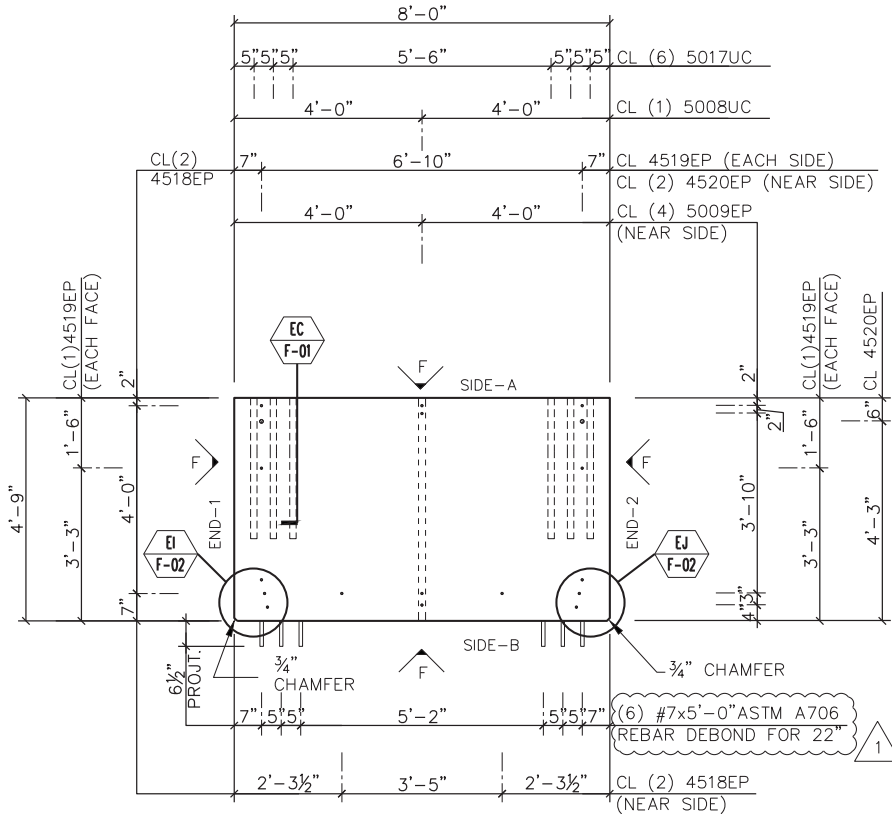 8'-0"
5" 5" 5" 5'-6" 5" 5" 5" CL (6) 5017UC
4'-0" 4'-0" CL (1) 5008UC
CL(2)
4518EP
7" 6'-10" 7" CL 4519EP (EACH SIDE)
CL (2) 4520EP (NEAR SIDE)
4'-0" 4'-0" CL (4) 5009EP
(NEAR SIDE)
CL(1)4519EP
(EACH FACE)
2"
EC
F-01
F
SIDE-A
2"
CL(1)4519EP
(EACH FACE)
CL 4520EP
4'-9"
1'-6"
3'-3"
4'-0"
7"
F
END-1
F
END-2
2"
3'-10"
3"
4"
1'-6"
3'-3"
6"
4'-3"
EI
F-02
EJ
F-02
6½"
PROJT.
¾"
CHAMFER
SIDE-B
F
¾" CHAMFER
7" 5" 5" 5'-2" 5" 5" 7" (6) #7x5'-0"ASTM A706
REBAR DEBOND FOR 22"
1
2'-3½" 3'-5" 2'-3½" CL (2) 4518EP
(NEAR SIDE)